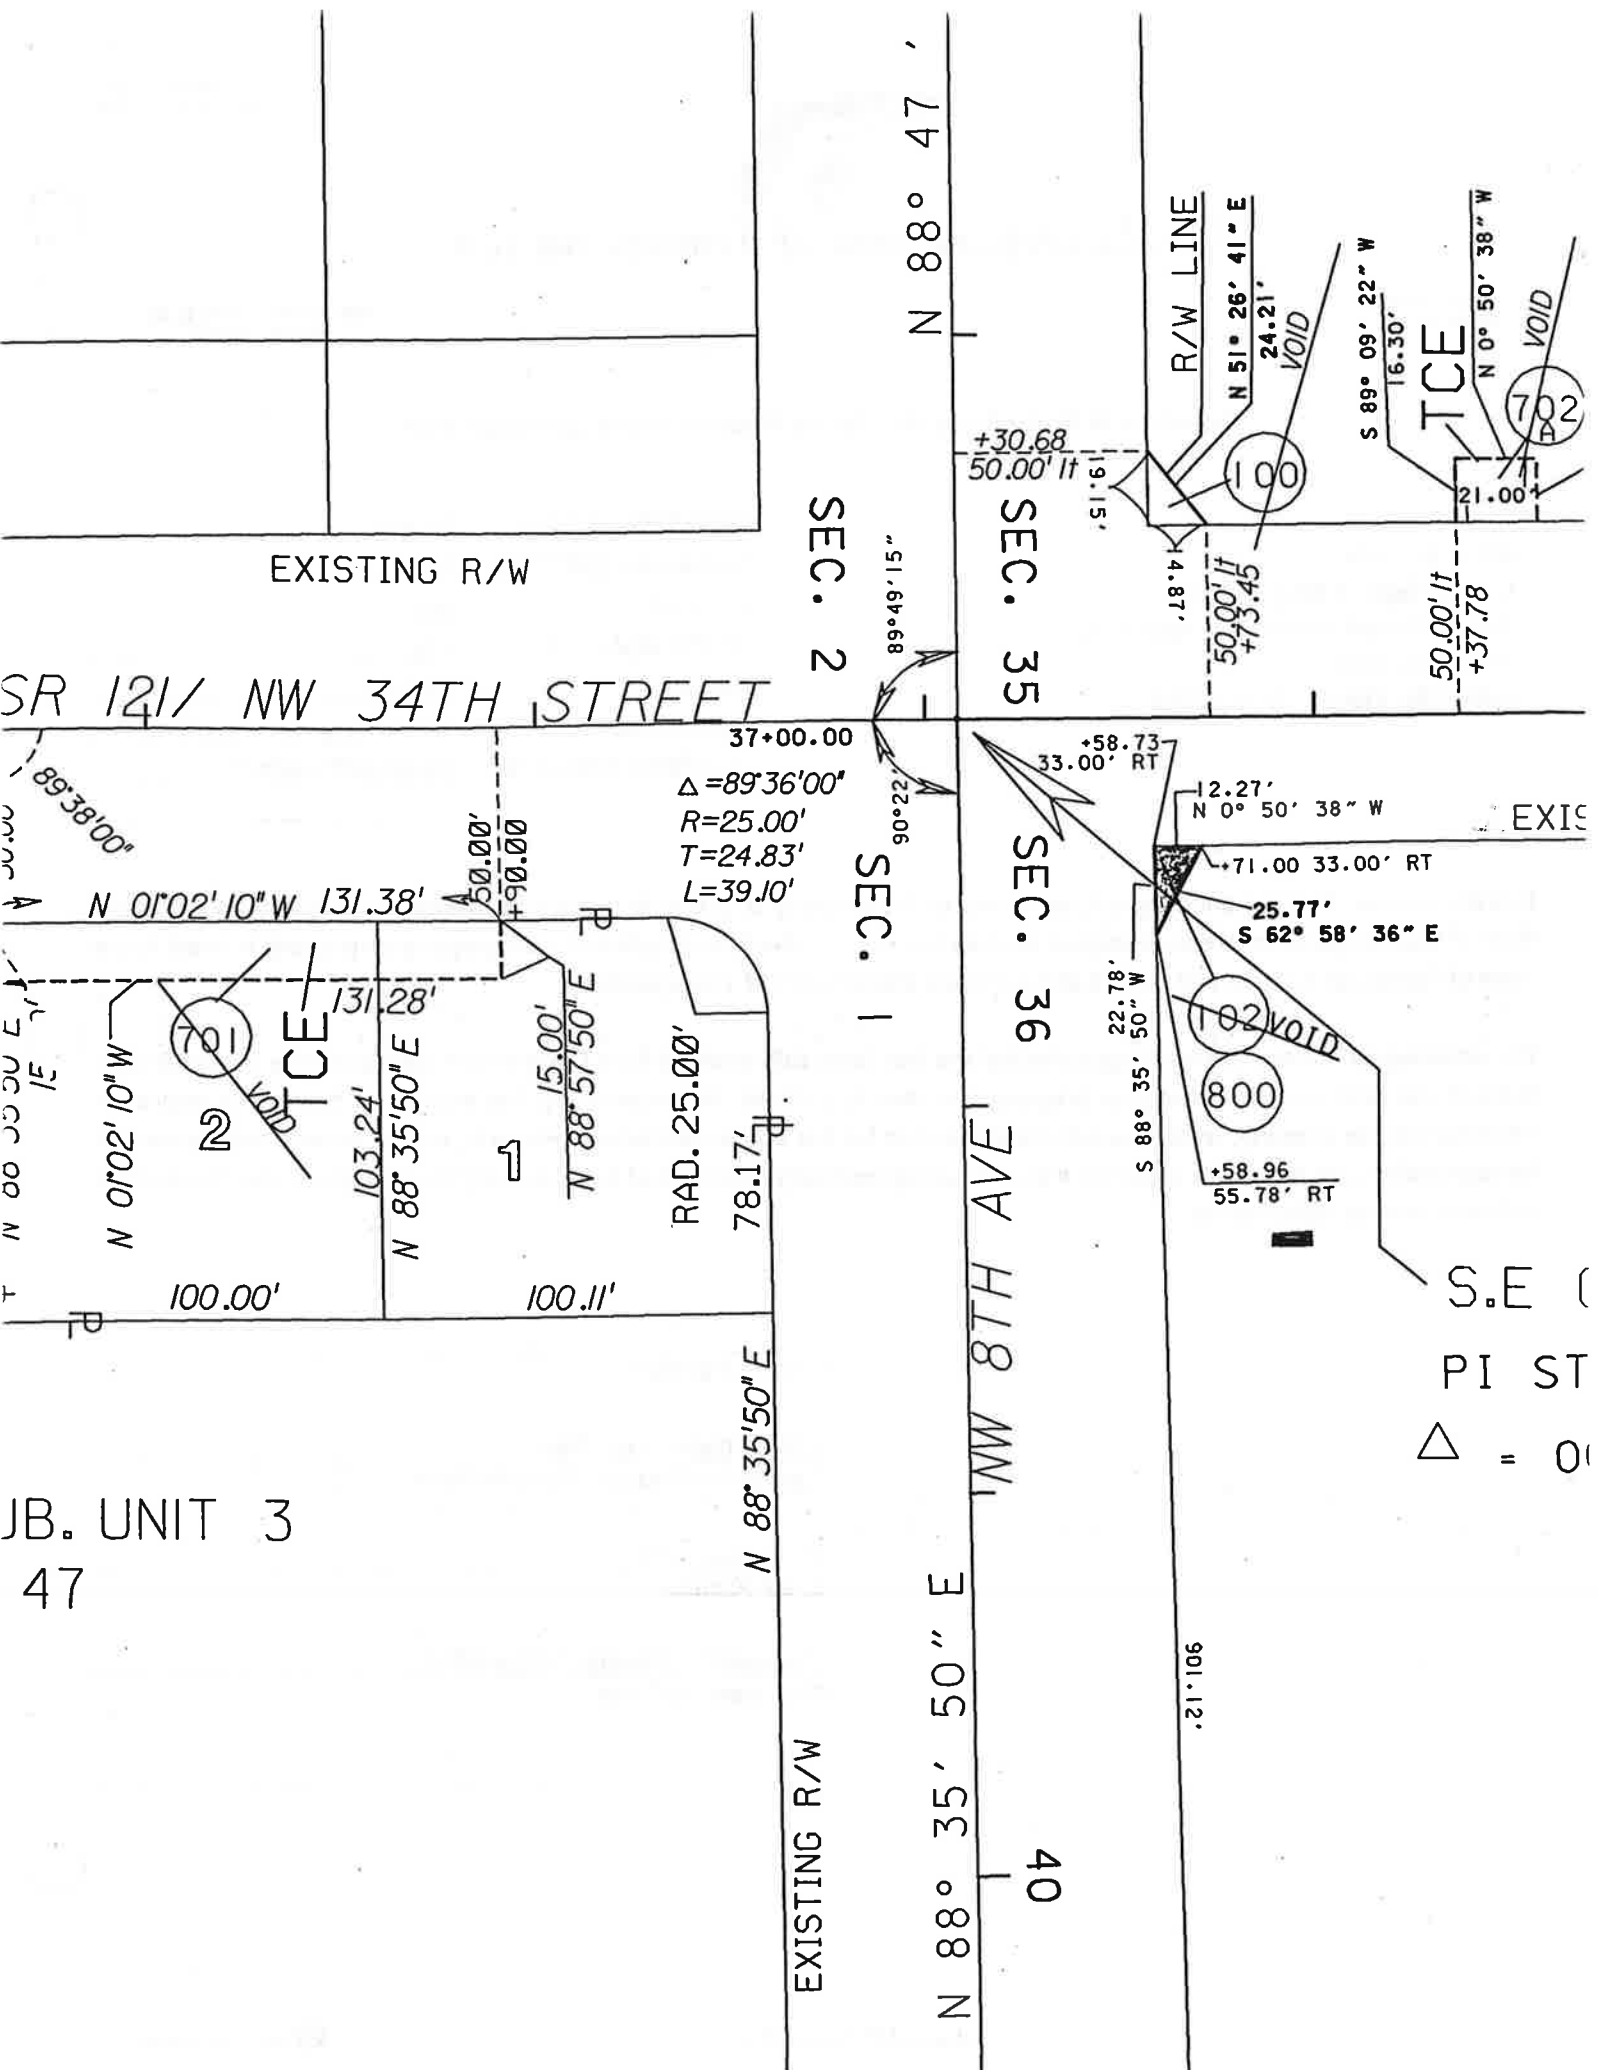 N 88° 47 '
R/W LINE
N 51° 26' 41" E
24.21'
VOID
S 89° 09' 22" W
16.30'
TCE
N 0° 50' 38" W
VOID
702
A
+30.68
50.00' lt
19.15'
100
21.00'
EXISTING R/W
SEC. 2
89°49'15"
SEC. 35
14.87'
50.00' lt
+73.45
50.00' lt
+37.78
SR 121/ NW 34TH STREET
37+00.00
+58.73
33.00' RT
89°38'00"
50.00'
+90.00
Δ =89°36'00"
R=25.00'
T=24.83'
L=39.10'
90°22'
12.27'
N 0° 50' 38" W
EXIS
+71.00 33.00' RT
SEC. 1
SEC. 36
N 01°02'10"W 131.38'
PL
25.77'
S 62° 58' 36" E
131.28'
701
TCE
VOID
2
N 01°02'10"W
15.00'
N 88°57'50"E
103.24'
N 88°35'50"E
1
RAD. 25.00'
78.17'
PL
22.78'
S 88° 35' 50" W
102
VOID
800
+58.96
55.78' RT
NW 8TH AVE
100.00'
100.11'
PL
S.E (
PI ST
Δ =
N 88°35'50"E
JB. UNIT 3
47
901.12'
EXISTING R/W
N 88° 35' 50" E
40